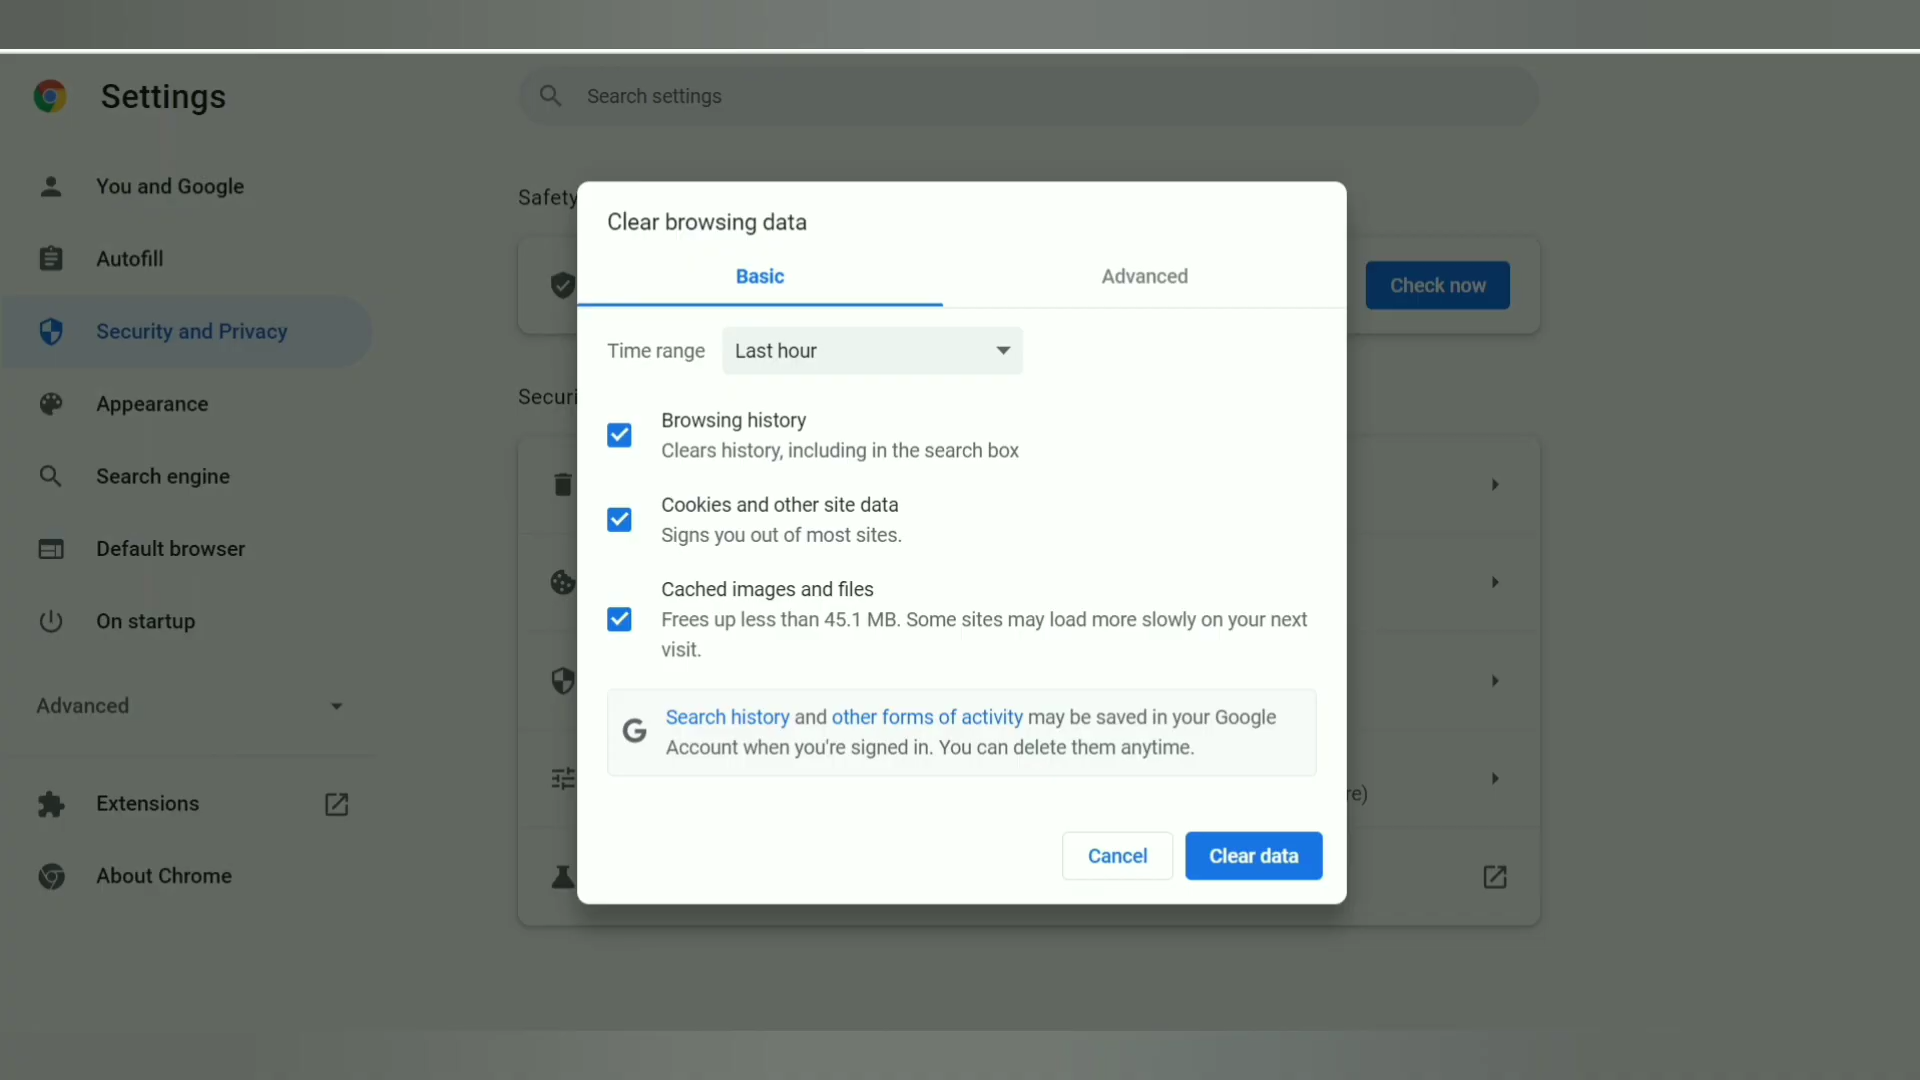 Settings
Search settings
You and Google
Autofill
Security and Privacy
Appearance
Search engine
Default browser
On startup
Advanced
Extensions
About Chrome
Safety
Check now
Securi
re)
Clear browsing data
Basic
Advanced
Time range
Last hour
Browsing history
Clears history, including in the search box
Cookies and other site data
Signs you out of most sites.
Cached images and files
Frees up less than 45.1 MB. Some sites may load more slowly on your next
visit.
Search history and other forms of activity may be saved in your Google
Account when you're signed in. You can delete them anytime.
Cancel
Clear data